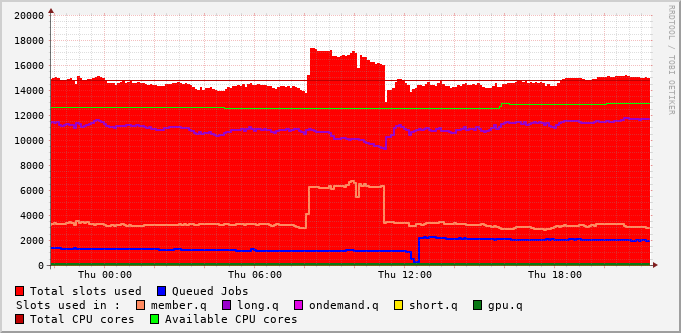 20000
18000
16000
14000
12000
10000
8000
6000
4000
2000
0
Thu 00:00 Thu 06:00 Thu 12:00 Thu 18:00
RRDTOOL / TOBI OETIKER
Total slots used Queued Jobs
Slots used in : member.q long.q ondemand.q short.q gpu.q
Total CPU cores Available CPU cores